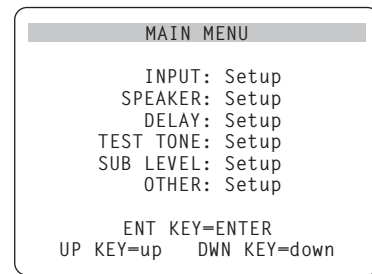 MAIN MENU
INPUT: Setup
SPEAKER: Setup
DELAY: Setup
TEST TONE: Setup
SUB LEVEL: Setup
OTHER: Setup
ENT KEY=ENTER
UP KEY=up DWN KEY=down